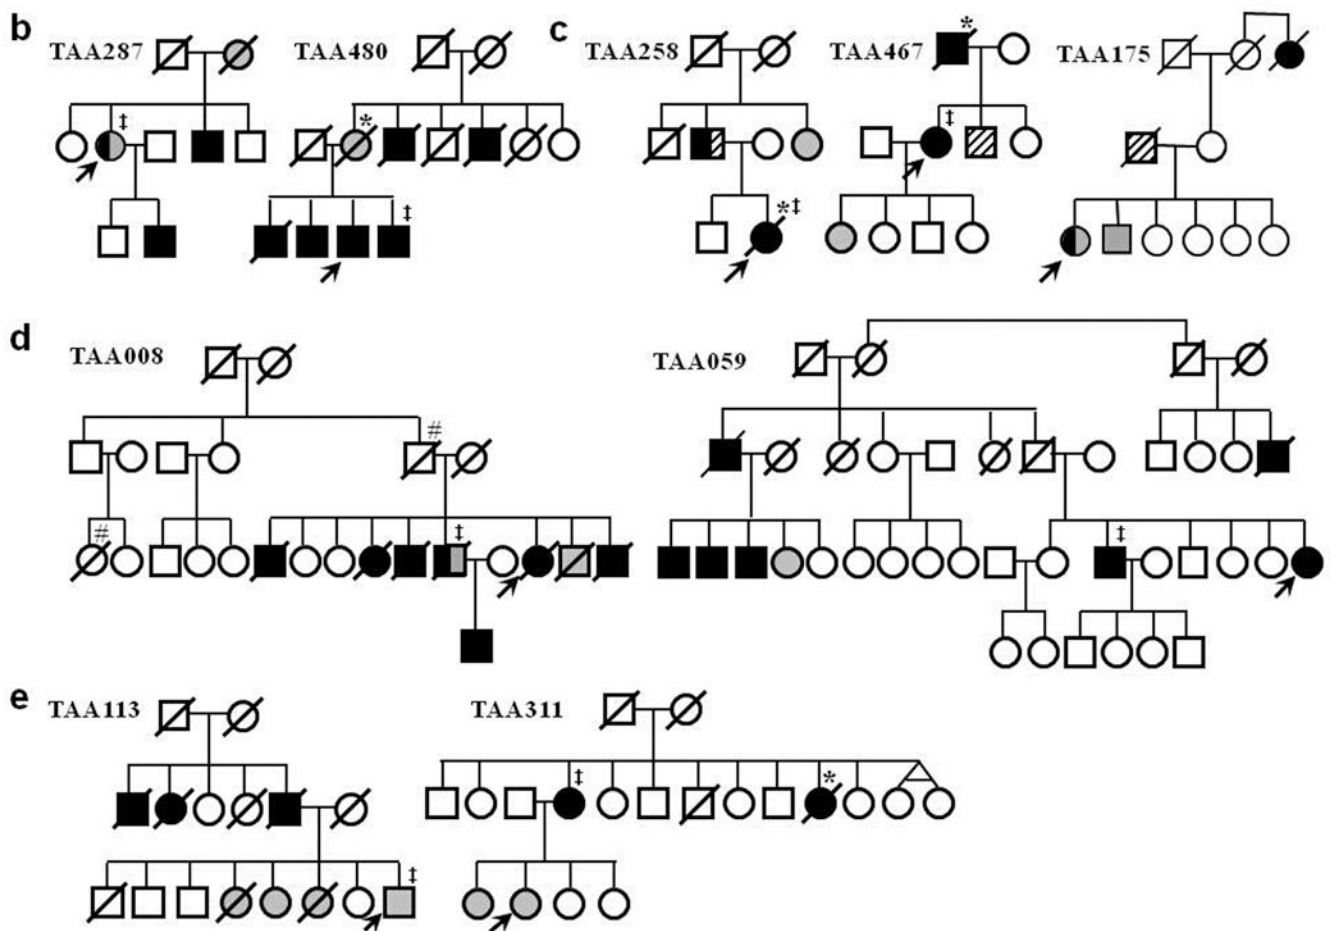 b
TAA287
TAA480
‡
*
‡
c
TAA258
TAA467
TAA175
*
‡
*‡
d
TAA008
#
#
‡
TAA059
‡
e
TAA113
‡
TAA311
‡
*